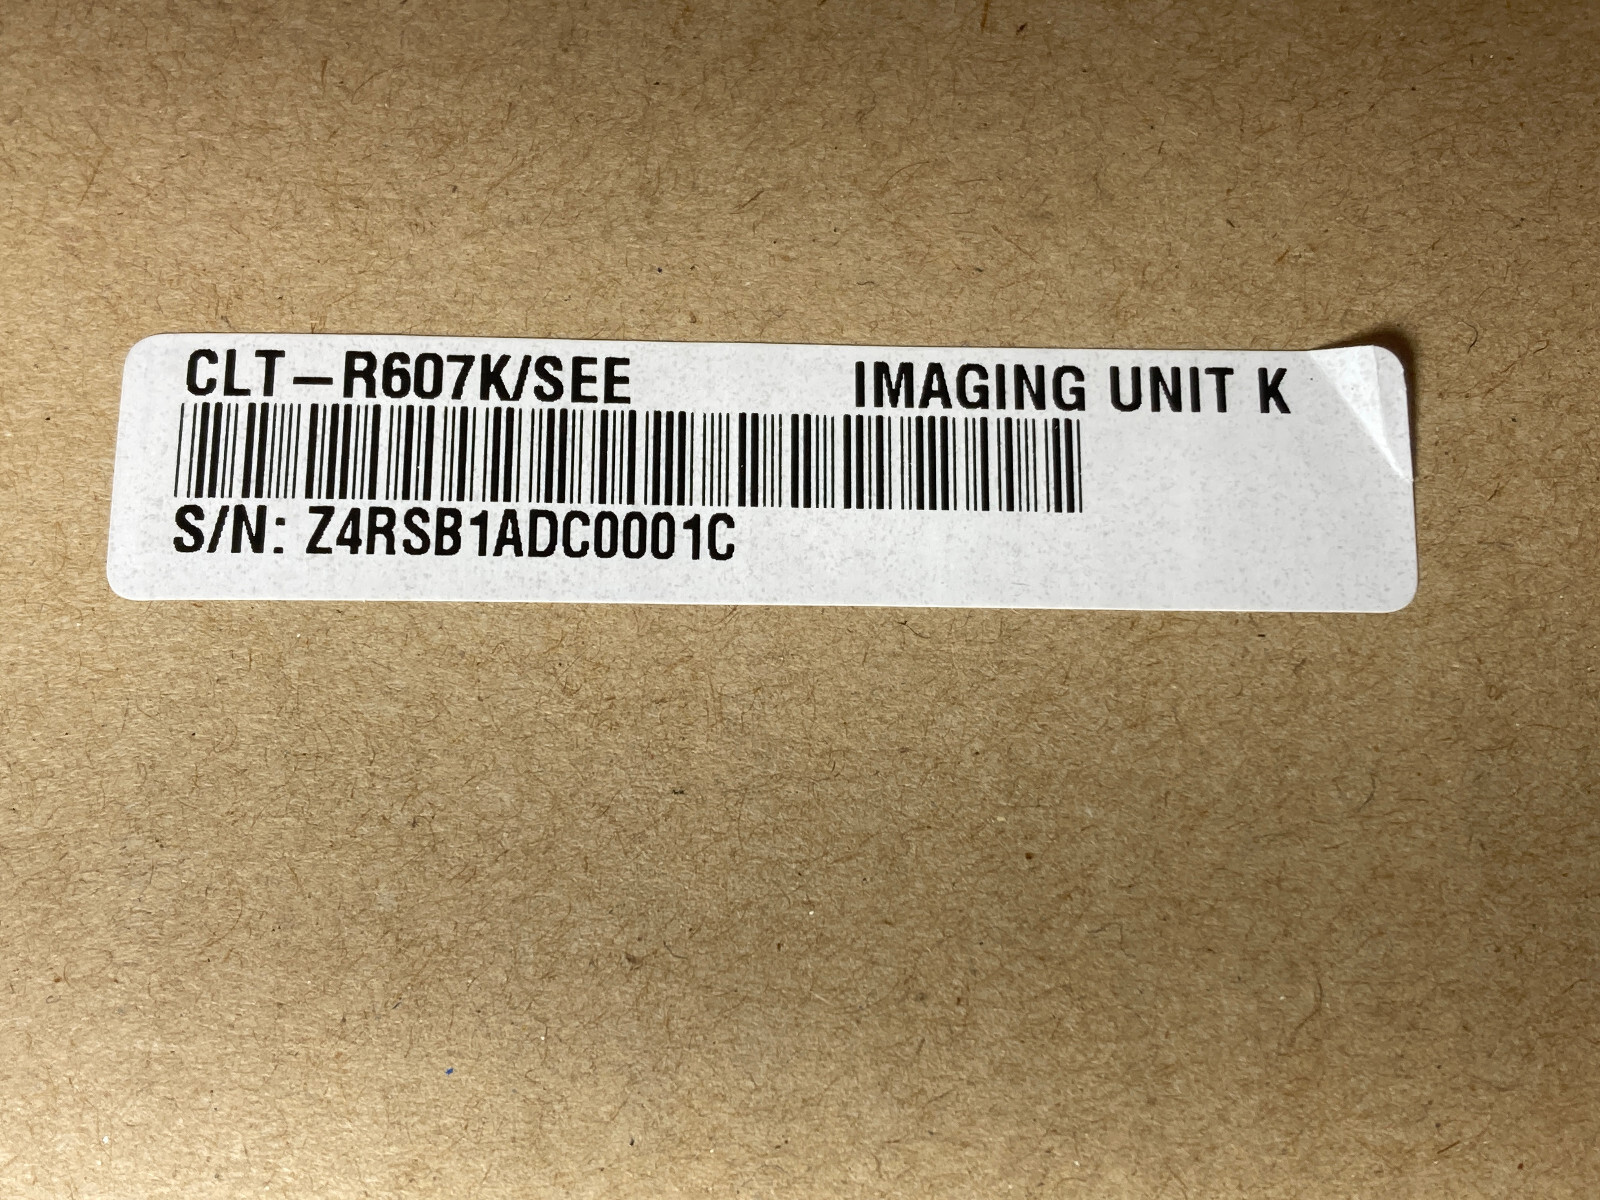 CLT-R607K/SEE IMAGING UNIT K
S/N: Z4RSB1ADC0001C